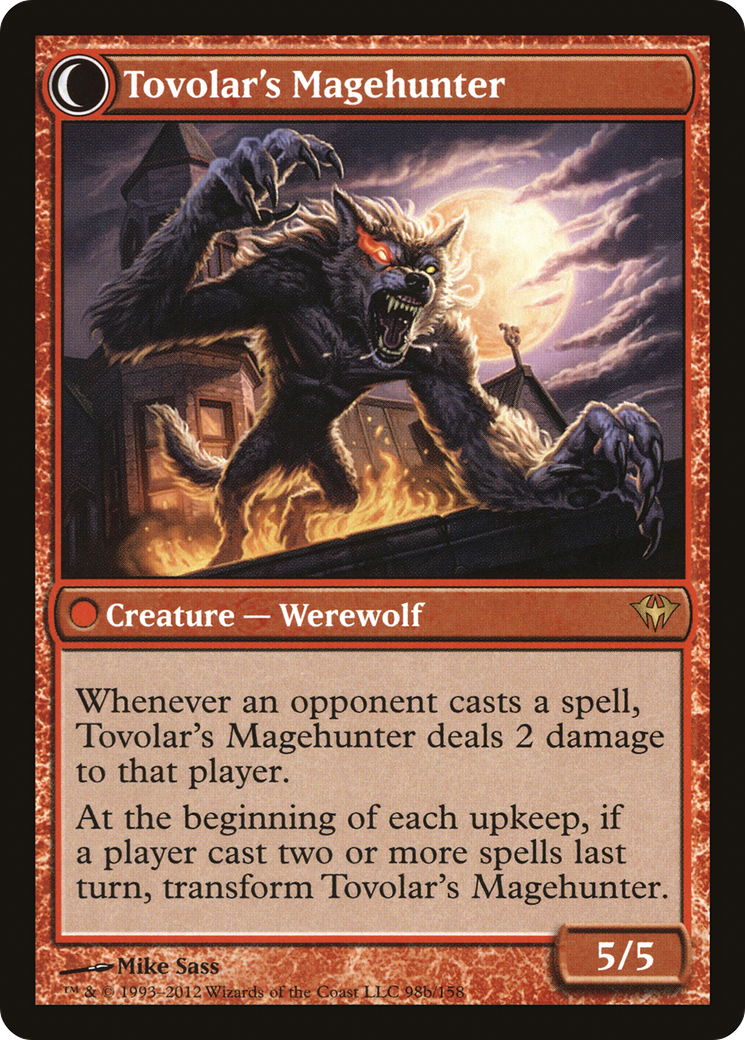 Tovolar's Magehunter
Creature — Werewolf
Whenever an opponent casts a spell,
Tovolar's Magehunter deals 2 damage
to that player.
At the beginning of each upkeep, if
a player cast two or more spells last
turn, transform Tovolar's Magehunter.
5/5
Mike Sass
™ & © 1993–2012 Wizards of the Coast LLC 98b/158